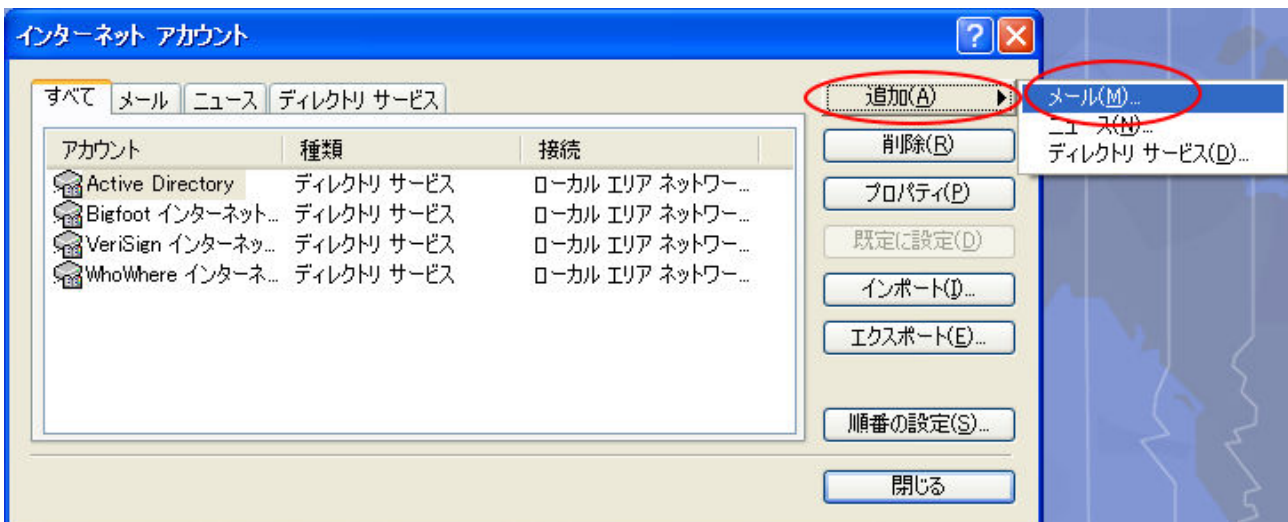 インターネット アカウント
すべて メール ニュース ディレクトリ サービス
アカウント 種類 接続
Active Directory ディレクトリ サービス ローカル エリア ネットワー...
Bigfoot インターネット... ディレクトリ サービス ローカル エリア ネットワー...
VeriSign インターネッ... ディレクトリ サービス ローカル エリア ネットワー...
WhoWhere インターネ... ディレクトリ サービス ローカル エリア ネットワー...
追加(A)
削除(R)
プロパティ(P)
既定に設定(D)
インポート(I)...
エクスポート(E)...
順番の設定(S)...
閉じる
メール(M)...
ニュース(N)...
ディレクトリ サービス(D)...